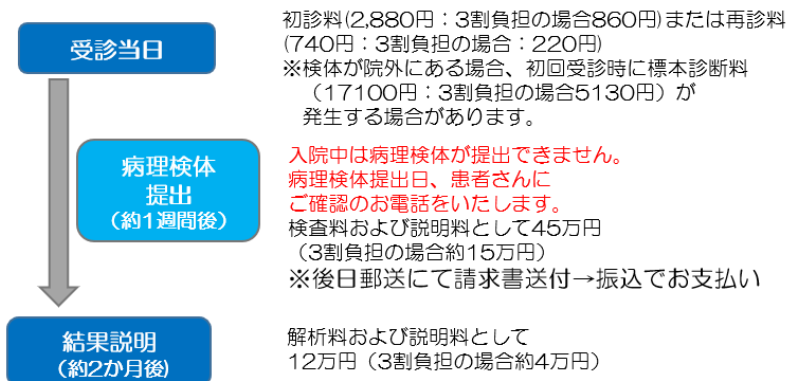 受診当日
初診料(2,880円：3割負担の場合860円)または再診料
(740円：3割負担の場合：220円)
※検体が院外にある場合、初回受診時に標本診断料
（17100円：3割負担の場合5130円）が
発生する場合があります。
病理検体
提出
（約1週間後）
入院中は病理検体が提出できません。
病理検体提出日、患者さんに
ご確認のお電話をいたします。
検査料および説明料として45万円
（3割負担の場合約15万円）
※後日郵送にて請求書送付→振込でお支払い
結果説明
（約2か月後）
解析料および説明料として
12万円（3割負担の場合約4万円）